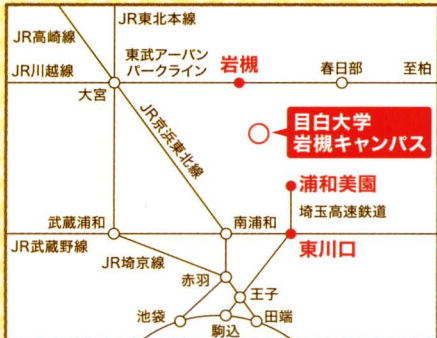 JR東北本線
JR高崎線
東武アーバン
パークライン
岩槻
春日部
至柏
JR川越線
大宮
目白大学
岩槻キャンパス
JR京浜東北線
浦和美園
埼玉高速鉄道
武蔵浦和
南浦和
東川口
JR武蔵野線
JR埼京線
赤羽
王子
池袋
駒込
田端